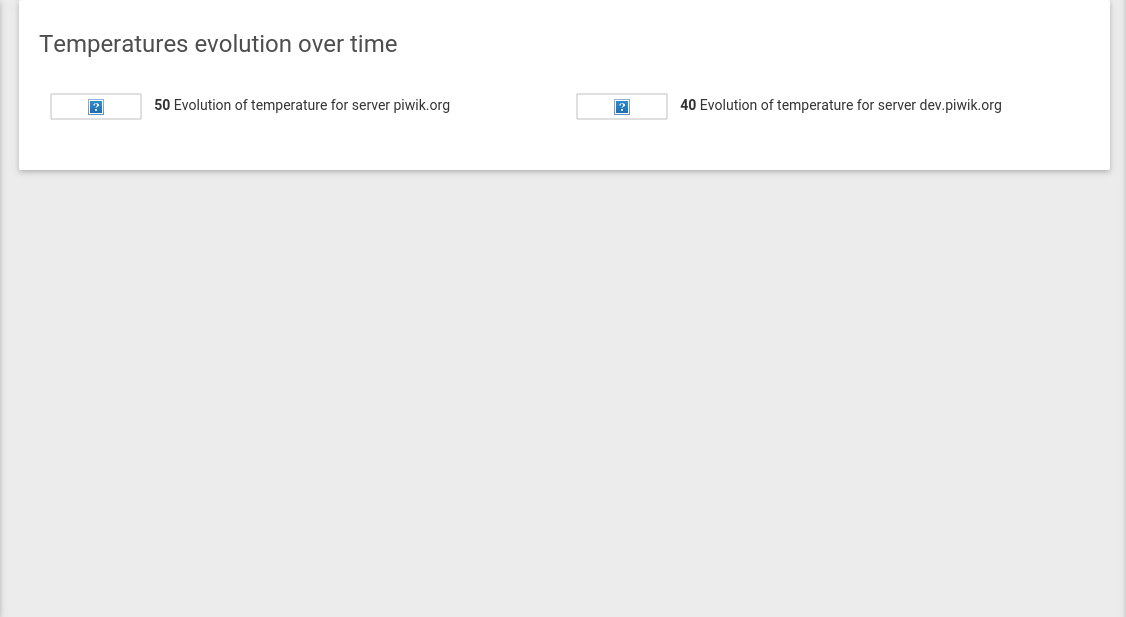 Temperatures evolution over time
50 Evolution of temperature for server piwik.org
40 Evolution of temperature for server dev.piwik.org